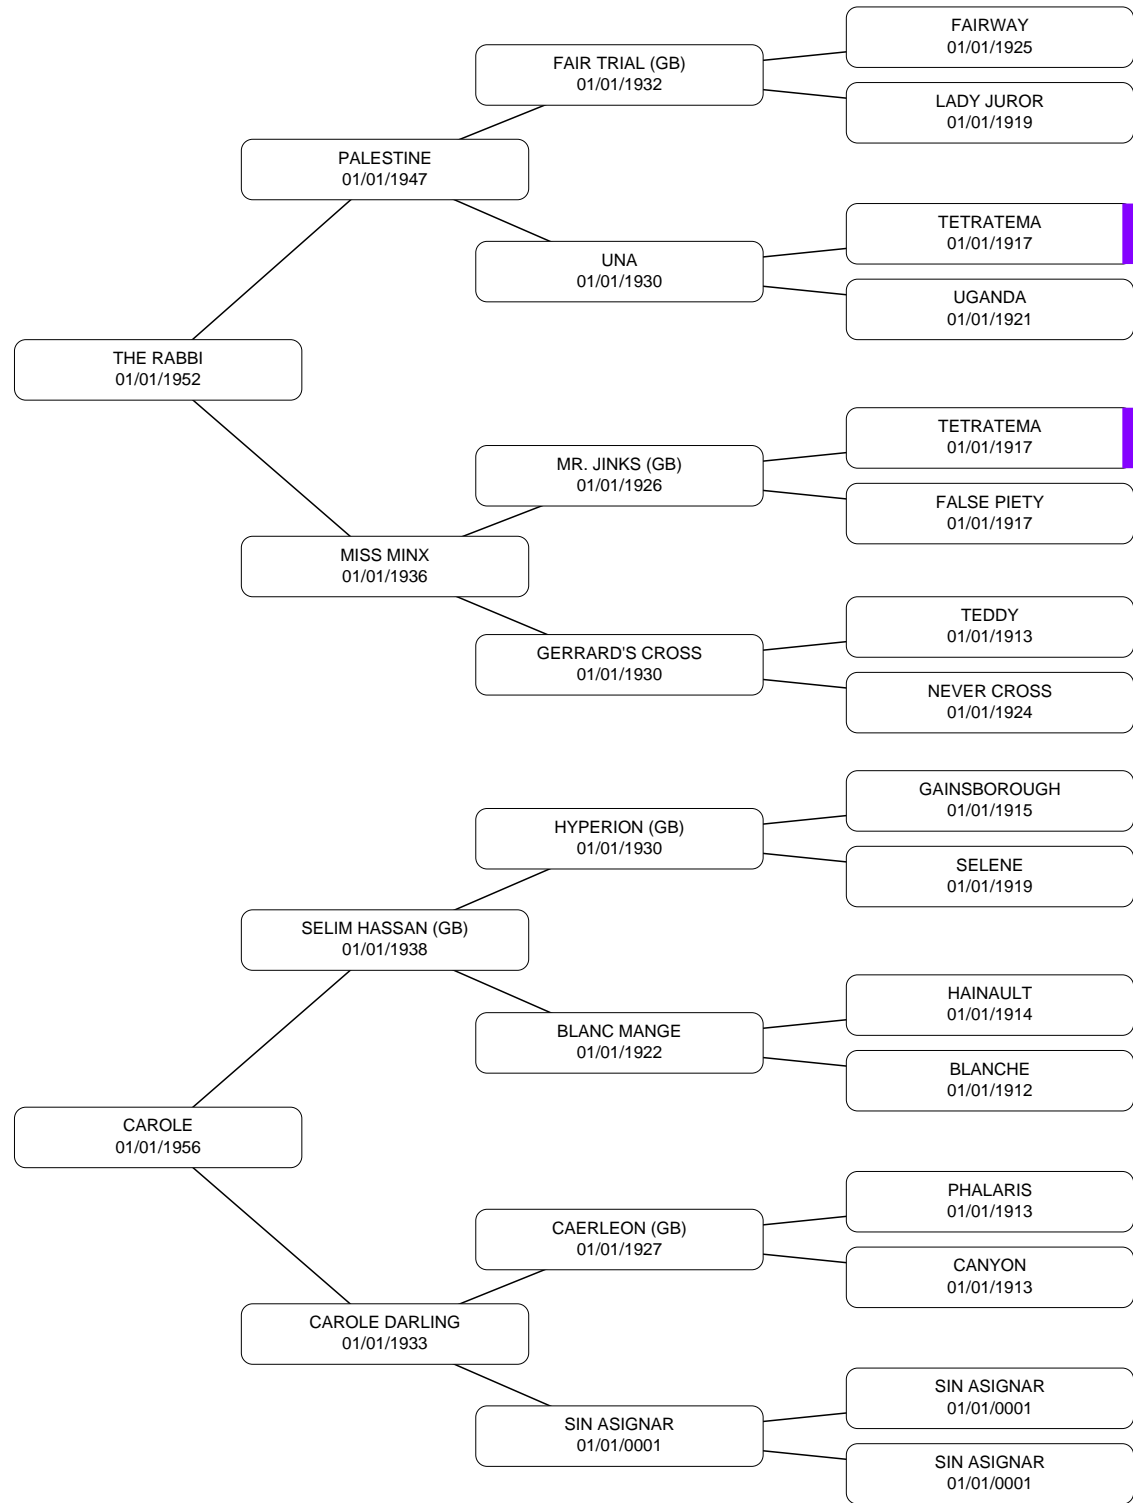 FAIRWAY
01/01/1925
FAIR TRIAL (GB)
01/01/1932
LADY JUROR
01/01/1919
PALESTINE
01/01/1947
TETRATEMA
01/01/1917
UNA
01/01/1930
UGANDA
01/01/1921
THE RABBI
01/01/1952
TETRATEMA
01/01/1917
MR. JINKS (GB)
01/01/1926
FALSE PIETY
01/01/1917
MISS MINX
01/01/1936
TEDDY
01/01/1913
GERRARD'S CROSS
01/01/1930
NEVER CROSS
01/01/1924
GAINSBOROUGH
01/01/1915
HYPERION (GB)
01/01/1930
SELENE
01/01/1919
SELIM HASSAN (GB)
01/01/1938
HAINAULT
01/01/1914
BLANC MANGE
01/01/1922
BLANCHE
01/01/1912
CAROLE
01/01/1956
PHALARIS
01/01/1913
CAERLEON (GB)
01/01/1927
CANYON
01/01/1913
CAROLE DARLING
01/01/1933
SIN ASIGNAR
01/01/0001
SIN ASIGNAR
01/01/0001
SIN ASIGNAR
01/01/0001